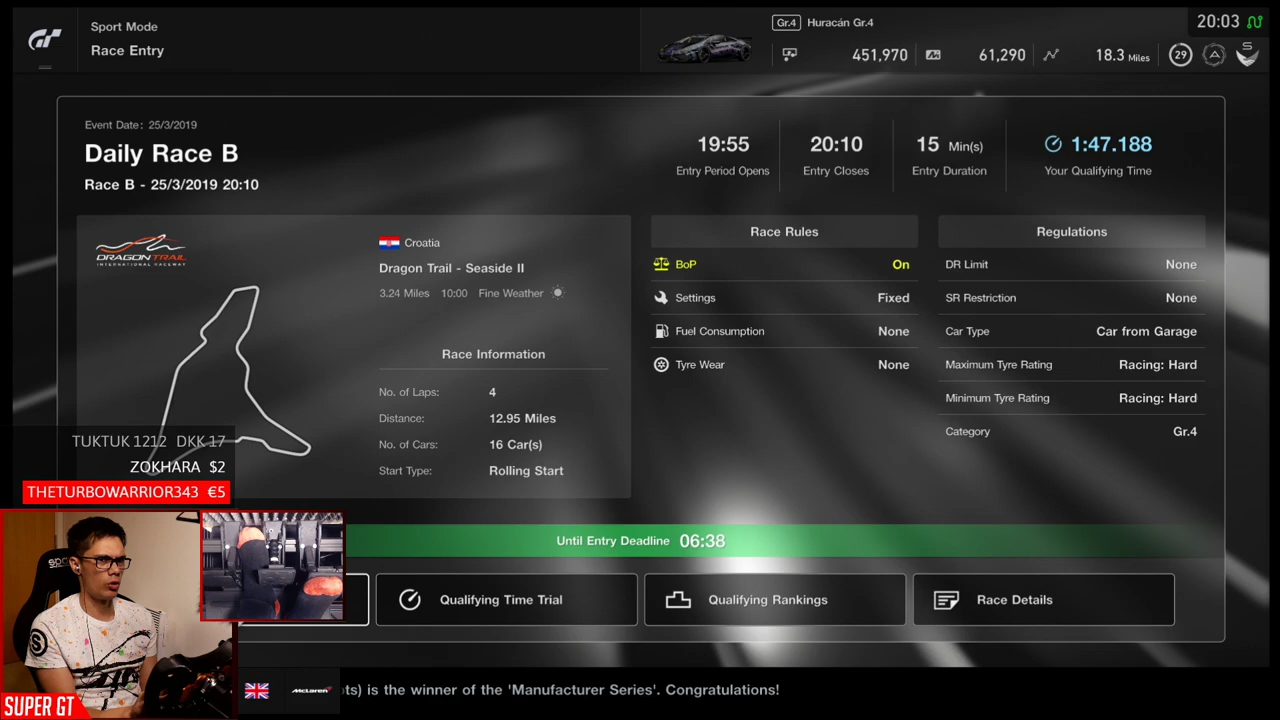 Sport Mode
Race Entry
Gr.4 Huracán Gr.4
20:03
451,970 61,290 18.3 Miles 29 A S
Event Date: 25/3/2019
Daily Race B
Race B - 25/3/2019 20:10
19:55
Entry Period Opens
20:10
Entry Closes
15 Min(s)
Entry Duration
1:47.188
Your Qualifying Time
DRAGON TRAIL
INTERNATIONAL RACEWAY
Croatia
Dragon Trail - Seaside II
3.24 Miles 10:00 Fine Weather
Race Information
No. of Laps: 4
Distance: 12.95 Miles
No. of Cars: 16 Car(s)
Start Type: Rolling Start
Race Rules
BoP On
Settings Fixed
Fuel Consumption None
Tyre Wear None
Regulations
DR Limit None
SR Restriction None
Car Type Car from Garage
Maximum Tyre Rating Racing: Hard
Minimum Tyre Rating Racing: Hard
Category Gr.4
TUKTUK 1212 DKK 17
ZOKHARA $2
THETURBOWARRIOR343 €5
Until Entry Deadline 06:38
Qualifying Time Trial
Qualifying Rankings
Race Details
SUPER GT
McLaren
ts) is the winner of the 'Manufacturer Series'. Congratulations!